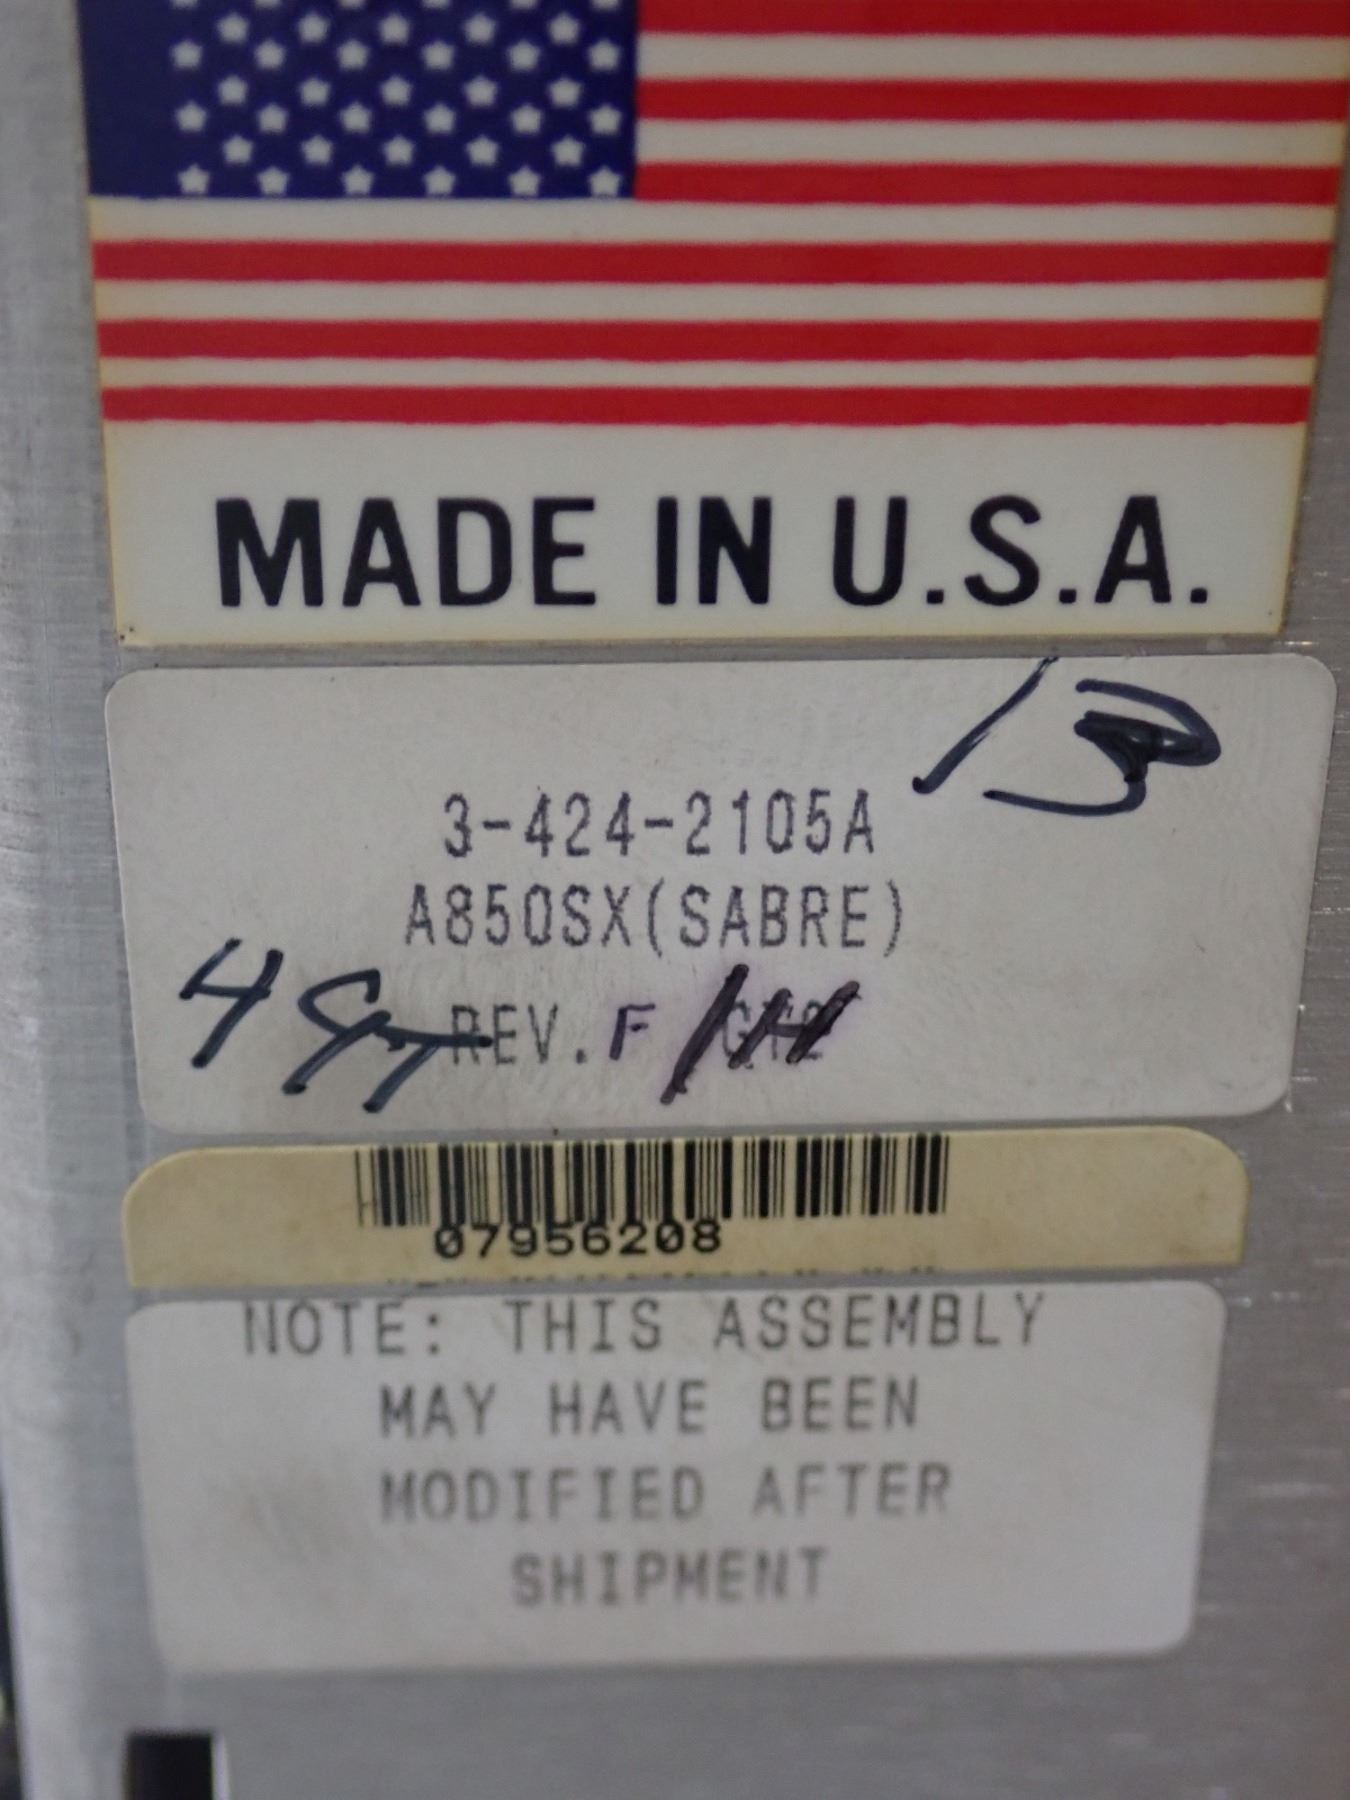 MADE IN U.S.A.
13
3-424-2105A
A850SX(SABRE)
REV. F
07956208
NOTE: THIS ASSEMBLY
MAY HAVE BEEN
MODIFIED AFTER
SHIPMENT